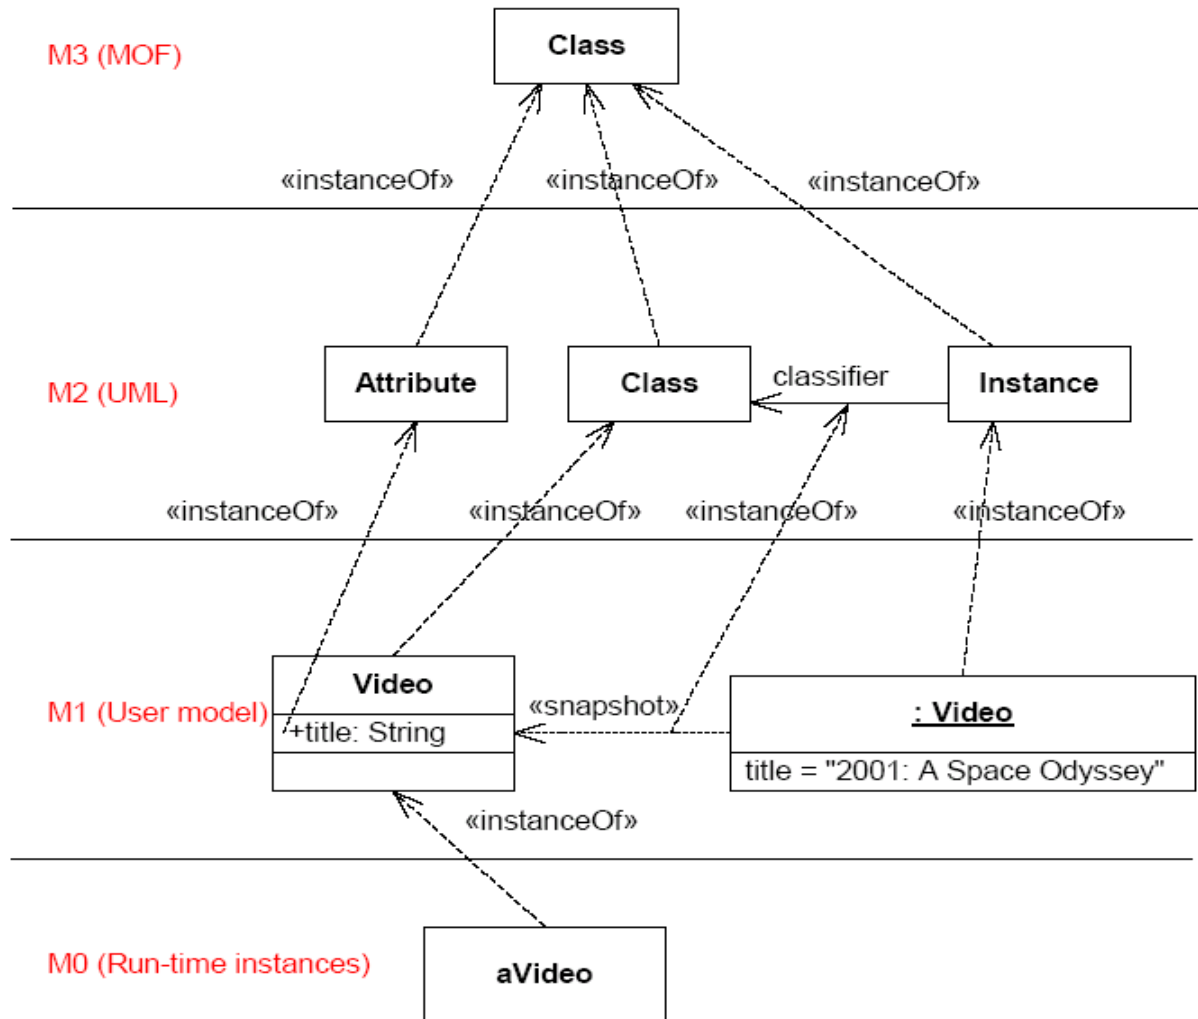 Class
M3 (MOF)
«instanceOf» «instanceOf» «instanceOf»
M2 (UML)
Attribute
Class
classifier
Instance
«instanceOf» «instanceOf» «instanceOf» «instanceOf»
M1 (User model)
Video
+title: String
«snapshot»
: Video
title = "2001: A Space Odyssey"
«instanceOf»
M0 (Run-time instances)
aVideo